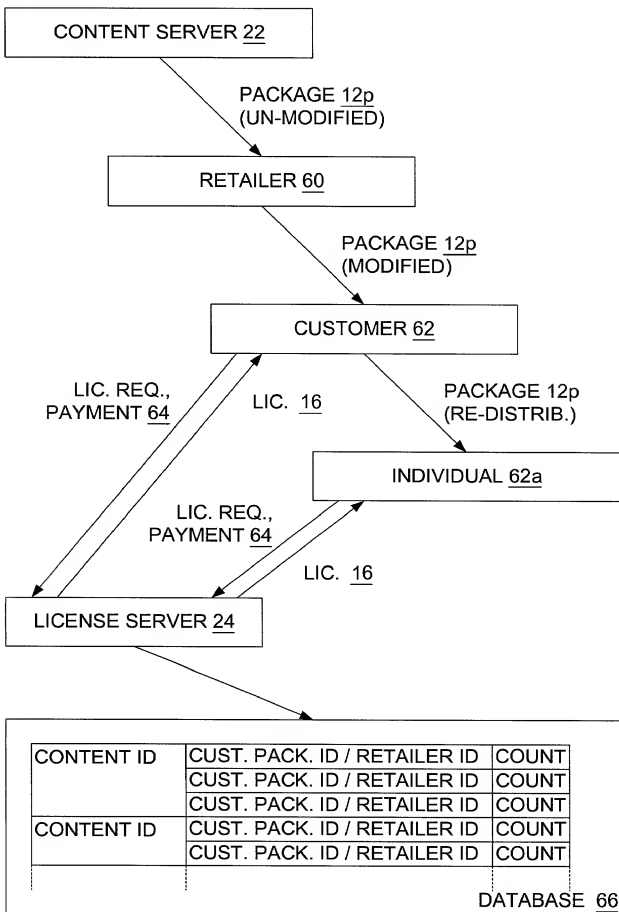 CONTENT SERVER 22
PACKAGE 12p
(UN-MODIFIED)
RETAILER 60
PACKAGE 12p
(MODIFIED)
CUSTOMER 62
LIC. REQ.,
PAYMENT 64
LIC. 16
PACKAGE 12p
(RE-DISTRIB.)
INDIVIDUAL 62a
LIC. REQ.,
PAYMENT 64
LIC. 16
LICENSE SERVER 24
CONTENT ID CUST. PACK. ID / RETAILER ID COUNT
CUST. PACK. ID / RETAILER ID COUNT
CUST. PACK. ID / RETAILER ID COUNT
CONTENT ID CUST. PACK. ID / RETAILER ID COUNT
CUST. PACK. ID / RETAILER ID COUNT
DATABASE 66